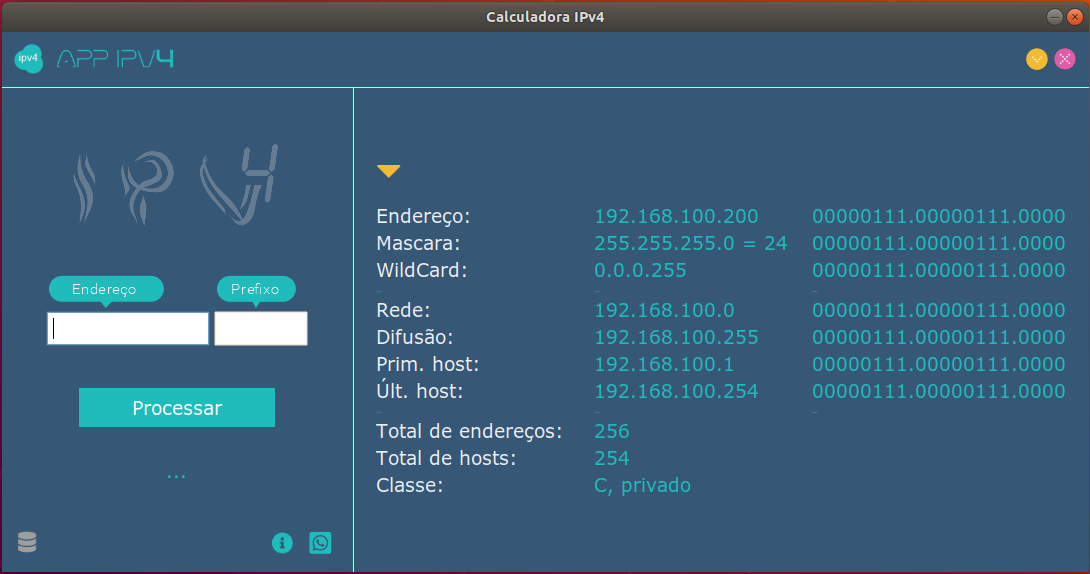 Calculadora IPv4
ipv4 APP IPV4
IPV4
Endereço Prefixo
Processar
...
Endereço: 192.168.100.200 00000111.00000111.0000
Mascara: 255.255.255.0 = 24 00000111.00000111.0000
WildCard: 0.0.0.255 00000111.00000111.0000
Rede: 192.168.100.0 00000111.00000111.0000
Difusão: 192.168.100.255 00000111.00000111.0000
Prim. host: 192.168.100.1 00000111.00000111.0000
Últ. host: 192.168.100.254 00000111.00000111.0000
Total de endereços: 256
Total de hosts: 254
Classe: C, privado